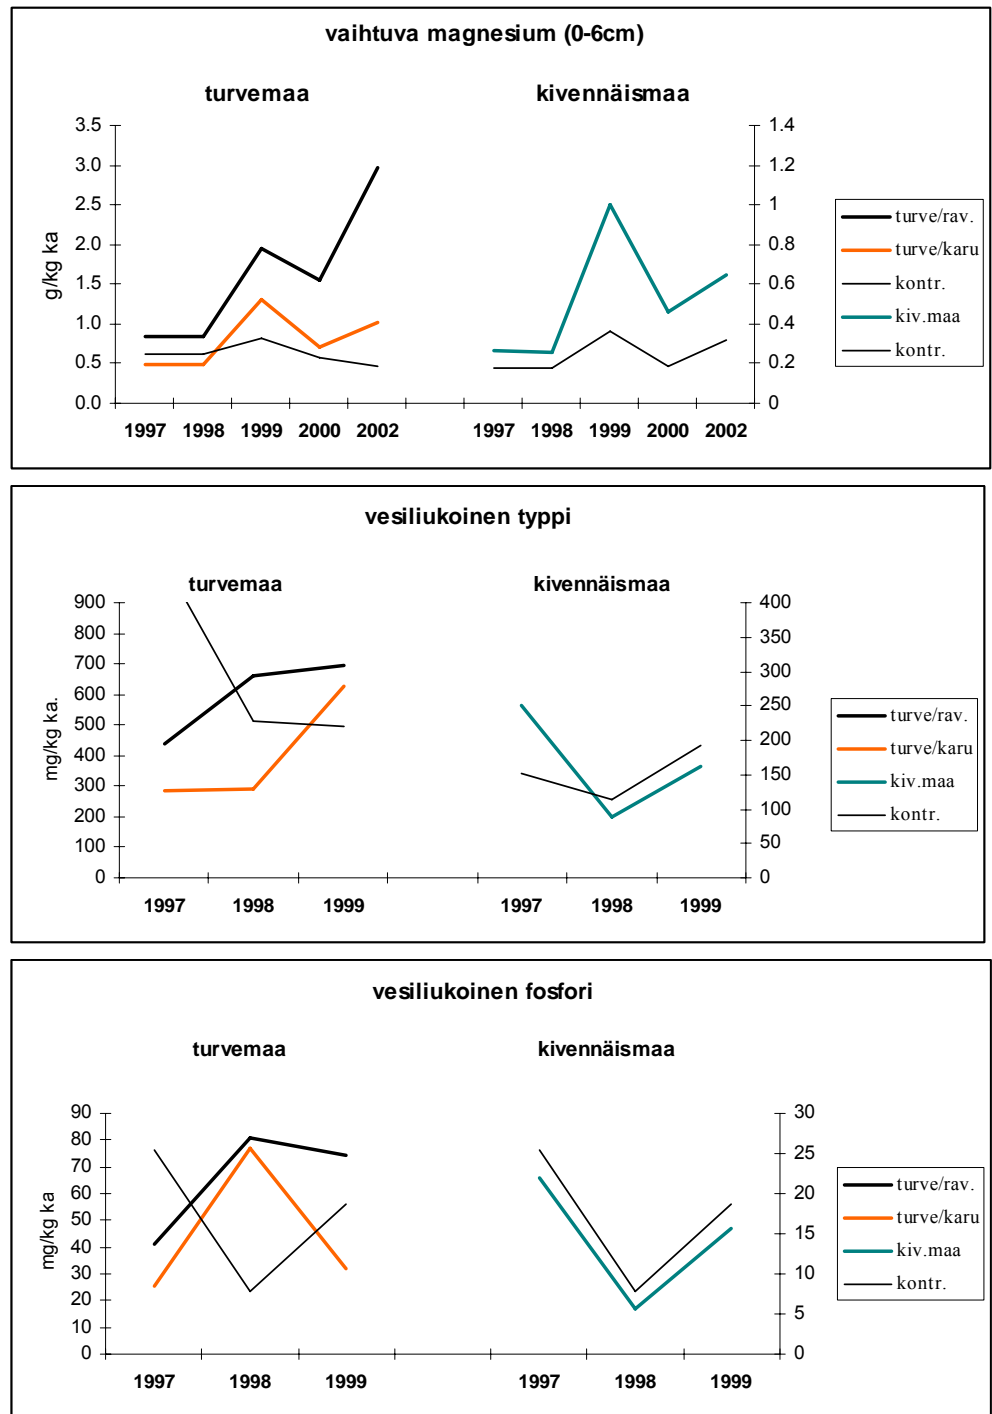 vaihtuva magnesium (0-6cm)
turvemaa
kivennäismaa
3.5
3.0
2.5
2.0
1.5
1.0
0.5
0.0
g/kg ka
1997 1998 1999 2000 2002
1997 1998 1999 2000 2002
1.4
1.2
1
0.8
0.6
0.4
0.2
0
turve/rav.
turve/karu
kontr.
kiv.maa
kontr.
vesiliukoinen typpi
turvemaa
kivennäismaa
900
800
700
600
500
400
300
200
100
0
mg/kg ka.
1997 1998 1999
1997 1998 1999
400
350
300
250
200
150
100
50
0
turve/rav.
turve/karu
kiv.maa
kontr.
vesiliukoinen fosfori
turvemaa
kivennäismaa
90
80
70
60
50
40
30
20
10
0
mg/kg ka
1997 1998 1999
1997 1998 1999
30
25
20
15
10
5
0
turve/rav.
turve/karu
kiv.maa
kontr.